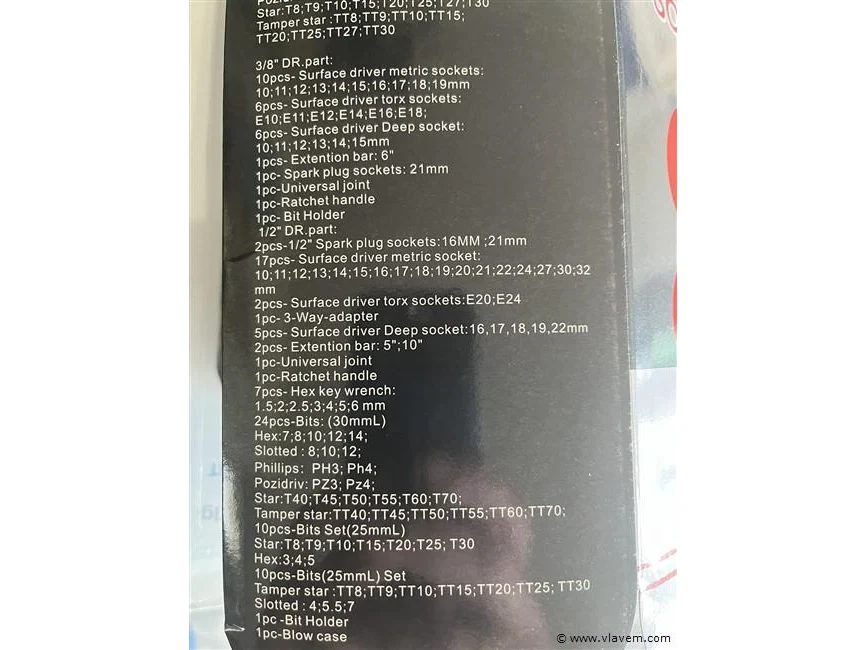 Star:T8;T9;T10;T15;T20;T25;T27;T30
Tamper star :TT8;TT9;TT10;TT15;
TT20;TT25;TT27;TT30
3/8" DR.part:
10pcs- Surface driver metric sockets:
10;11;12;13;14;15;16;17;18;19mm
6pcs- Surface driver torx sockets:
E10;E11;E12;E14;E16;E18;
6pcs- Surface driver Deep socket:
10;11;12;13;14;15mm
1pcs- Extention bar: 6"
1pc- Spark plug sockets: 21mm
1pc-Universal joint
1pc-Ratchet handle
1pc- Bit Holder
1/2" DR.part:
2pcs-1/2" Spark plug sockets:16MM ;21mm
17pcs- Surface driver metric socket:
10;11;12;13;14;15;16;17;18;19;20;21;22;24;27;30;32
mm
2pcs- Surface driver torx sockets:E20;E24
1pc- 3-Way-adapter
5pcs- Surface driver Deep socket:16,17,18,19,22mm
2pcs- Extention bar: 5";10"
1pc-Universal joint
1pc-Ratchet handle
7pcs- Hex key wrench:
1.5;2;2.5;3;4;5;6 mm
24pcs-Bits: (30mmL)
Hex:7;8;10;12;14;
Slotted : 8;10;12;
Phillips: PH3; Ph4;
Pozidriv: PZ3; Pz4;
Star:T40;T45;T50;T55;T60;T70;
Tamper star:TT40;TT45;TT50;TT55;TT60;TT70;
10pcs-Bits Set(25mmL)
Star:T8;T9;T10;T15;T20;T25; T30
Hex:3;4;5
10pcs-Bits(25mmL) Set
Tamper star :TT8;TT9;TT10;TT15;TT20;TT25; TT30
Slotted : 4;5.5;7
1pc -Bit Holder
1pc-Blow case
© www.vlavem.com